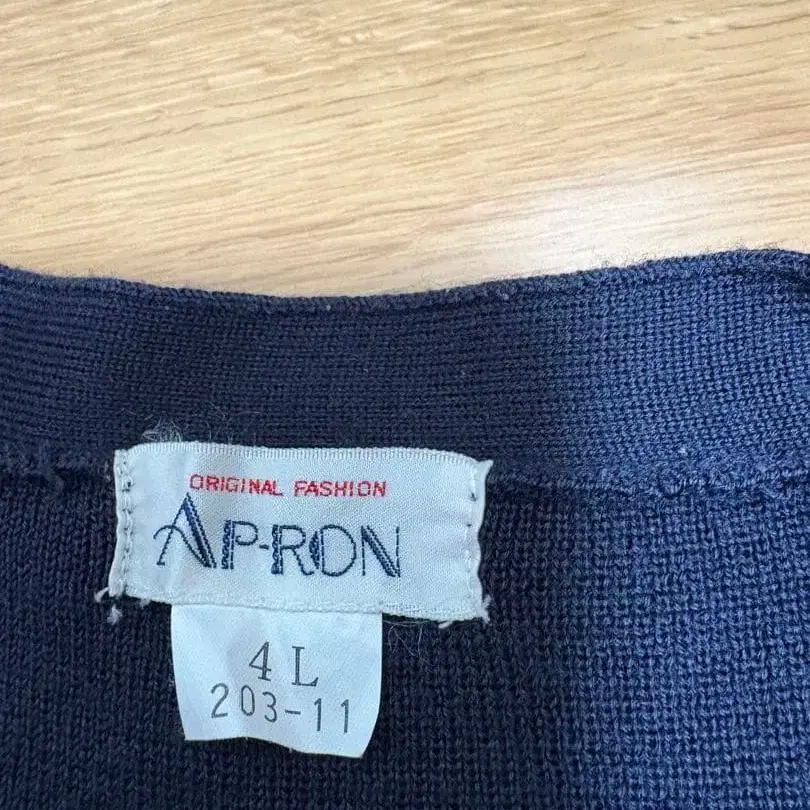 ORIGINAL FASHION
AP-RON
4L
203-11